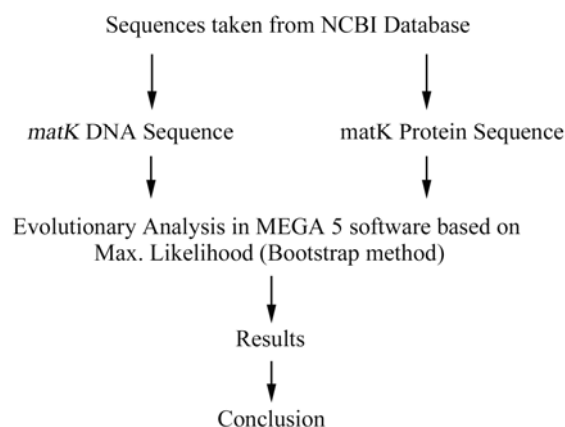 Sequences taken from NCBI Database
matK DNA Sequence
matK Protein Sequence
Evolutionary Analysis in MEGA 5 software based on
Max. Likelihood (Bootstrap method)
Results
Conclusion